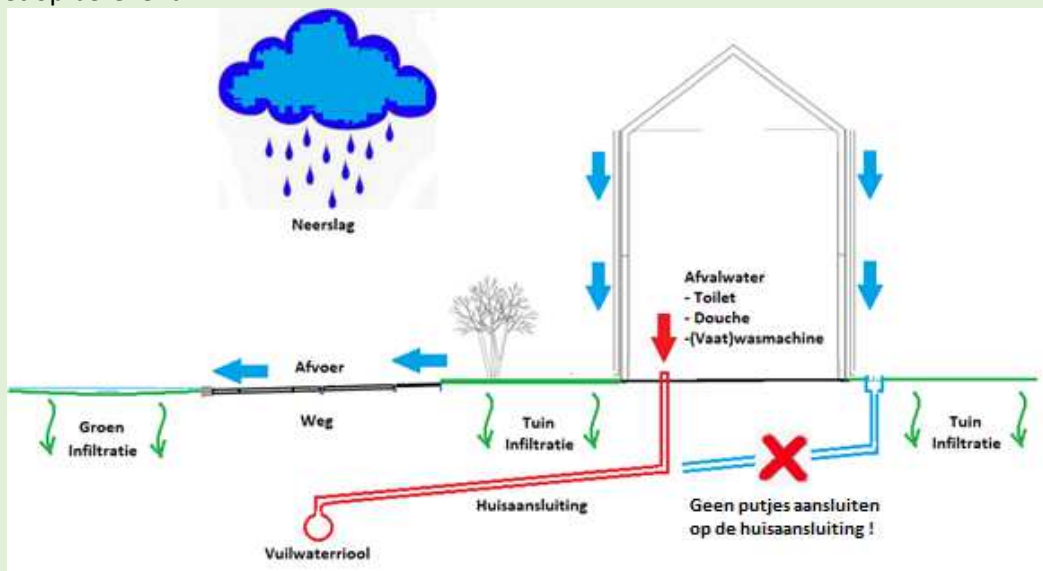 Neerslag
Afvalwater
- Toilet
- Douche
-(Vaat)wasmachine
Afvoer
Weg
Groen
Infiltratie
Tuin
Infiltratie
Tuin
Infiltratie
Huisaansluiting
Geen putjes aansluiten
op de huisaansluiting !
Vuilwaterriool